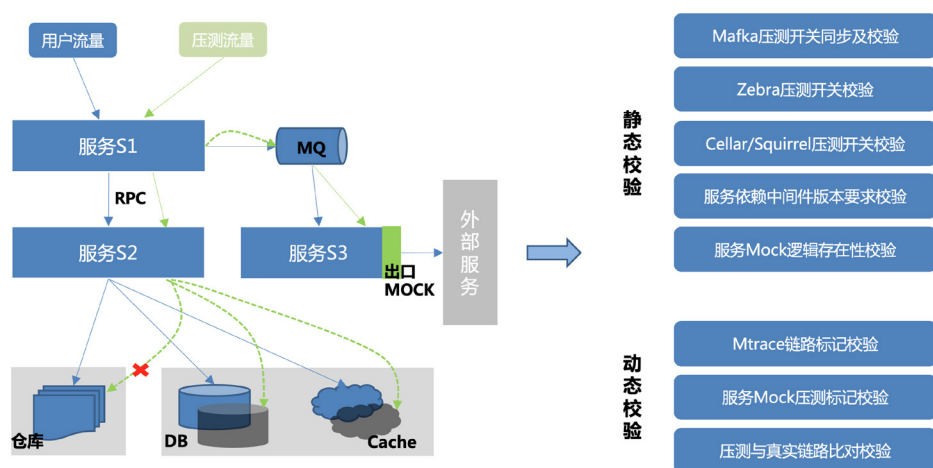 用户流量
压测流量
服务S1
MQ
RPC
服务S2
服务S3
出口
MOCK
外部服务
仓库
DB
Cache
静态校验
Mafka压测开关同步及校验
Zebra压测开关校验
Cellar/Squirrel压测开关校验
服务依赖中间件版本要求校验
服务Mock逻辑存在性校验
动态校验
Mtrace链路标记校验
服务Mock压测标记校验
压测与真实链路比对校验